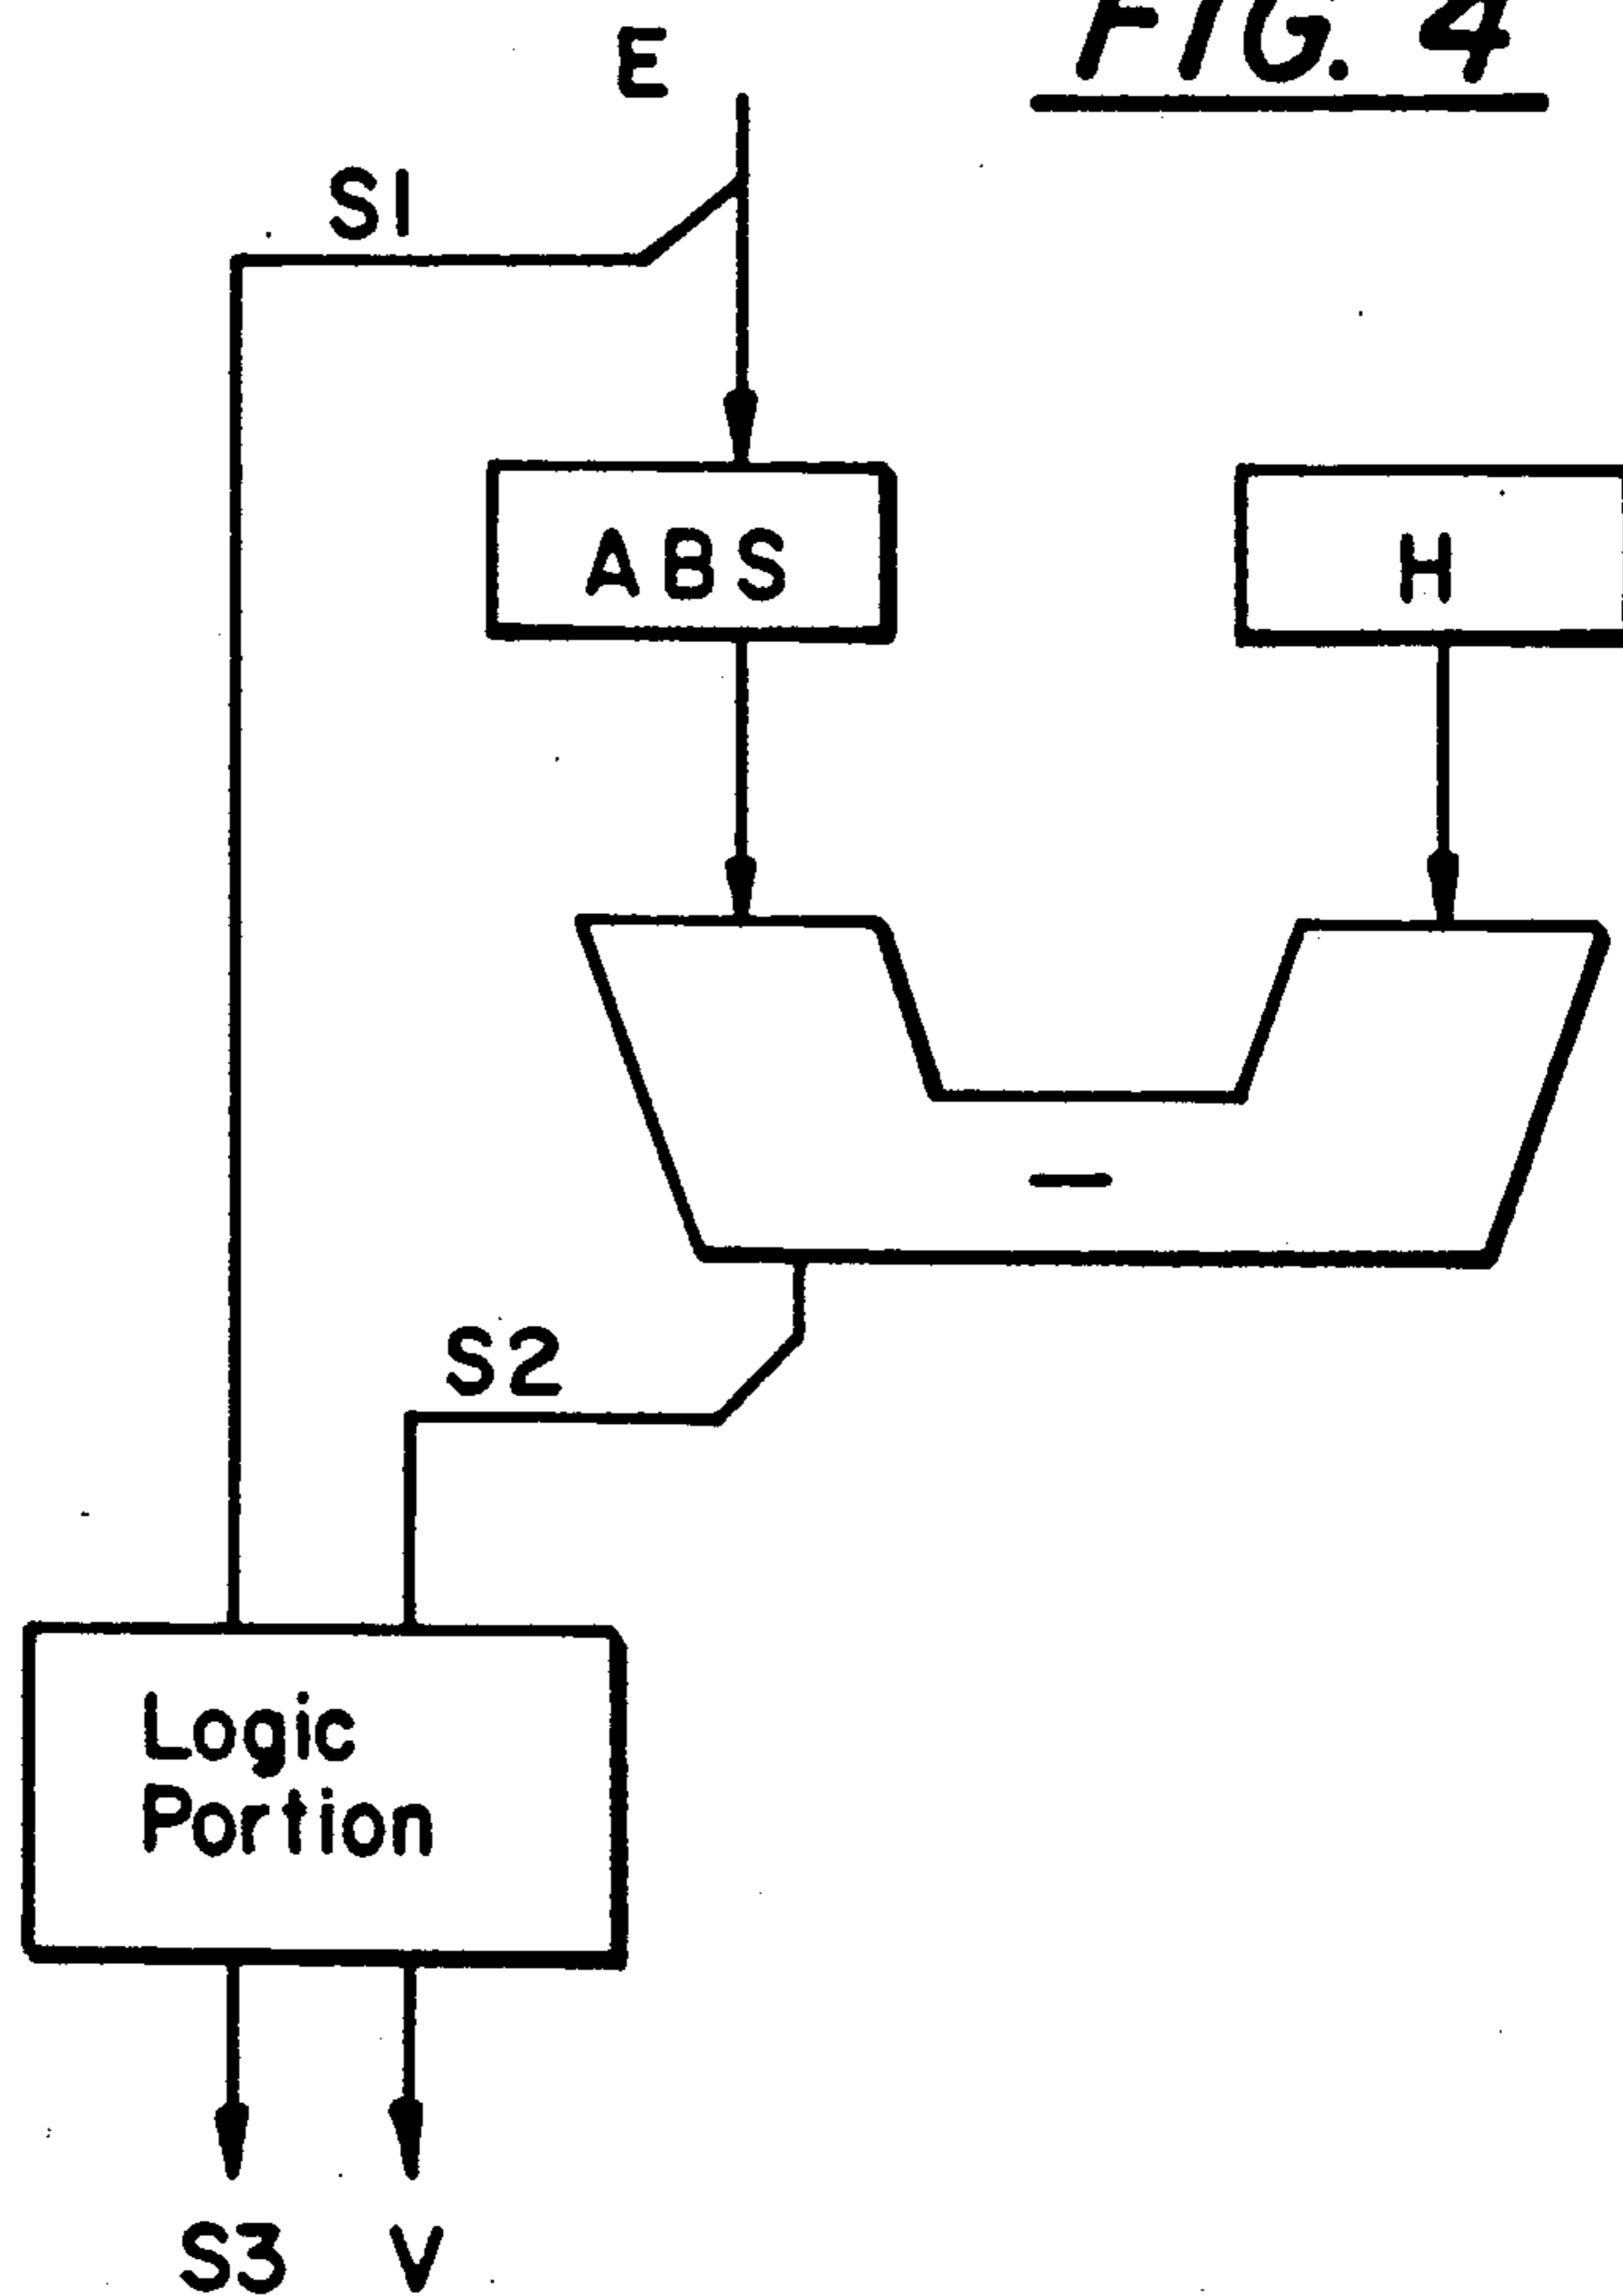 FIG. 4
E
S1
ABS
H
—
S2
Logic
Portion
S3 V